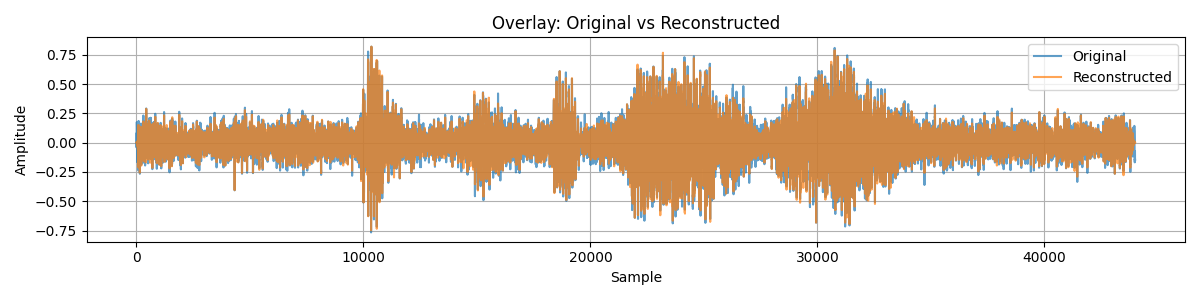 Overlay: Original vs Reconstructed
Original
Reconstructed
Amplitude
0.75
0.50
0.25
0.00
−0.25
−0.50
−0.75
0 10000 20000 30000 40000
Sample